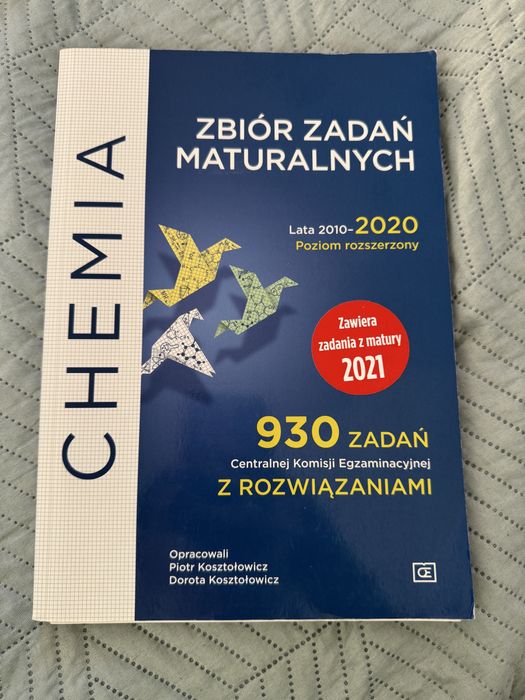 CHEMIA
ZBIÓR ZADAŃ
MATURALNYCH
Lata 2010–2020
Poziom rozszerzony
Zawiera
zadania z matury
2021
930 ZADAŃ
Centralnej Komisji Egzaminacyjnej
Z ROZWIĄZANIAMI
Opracowali
Piotr Kosztołowicz
Dorota Kosztołowicz
OE